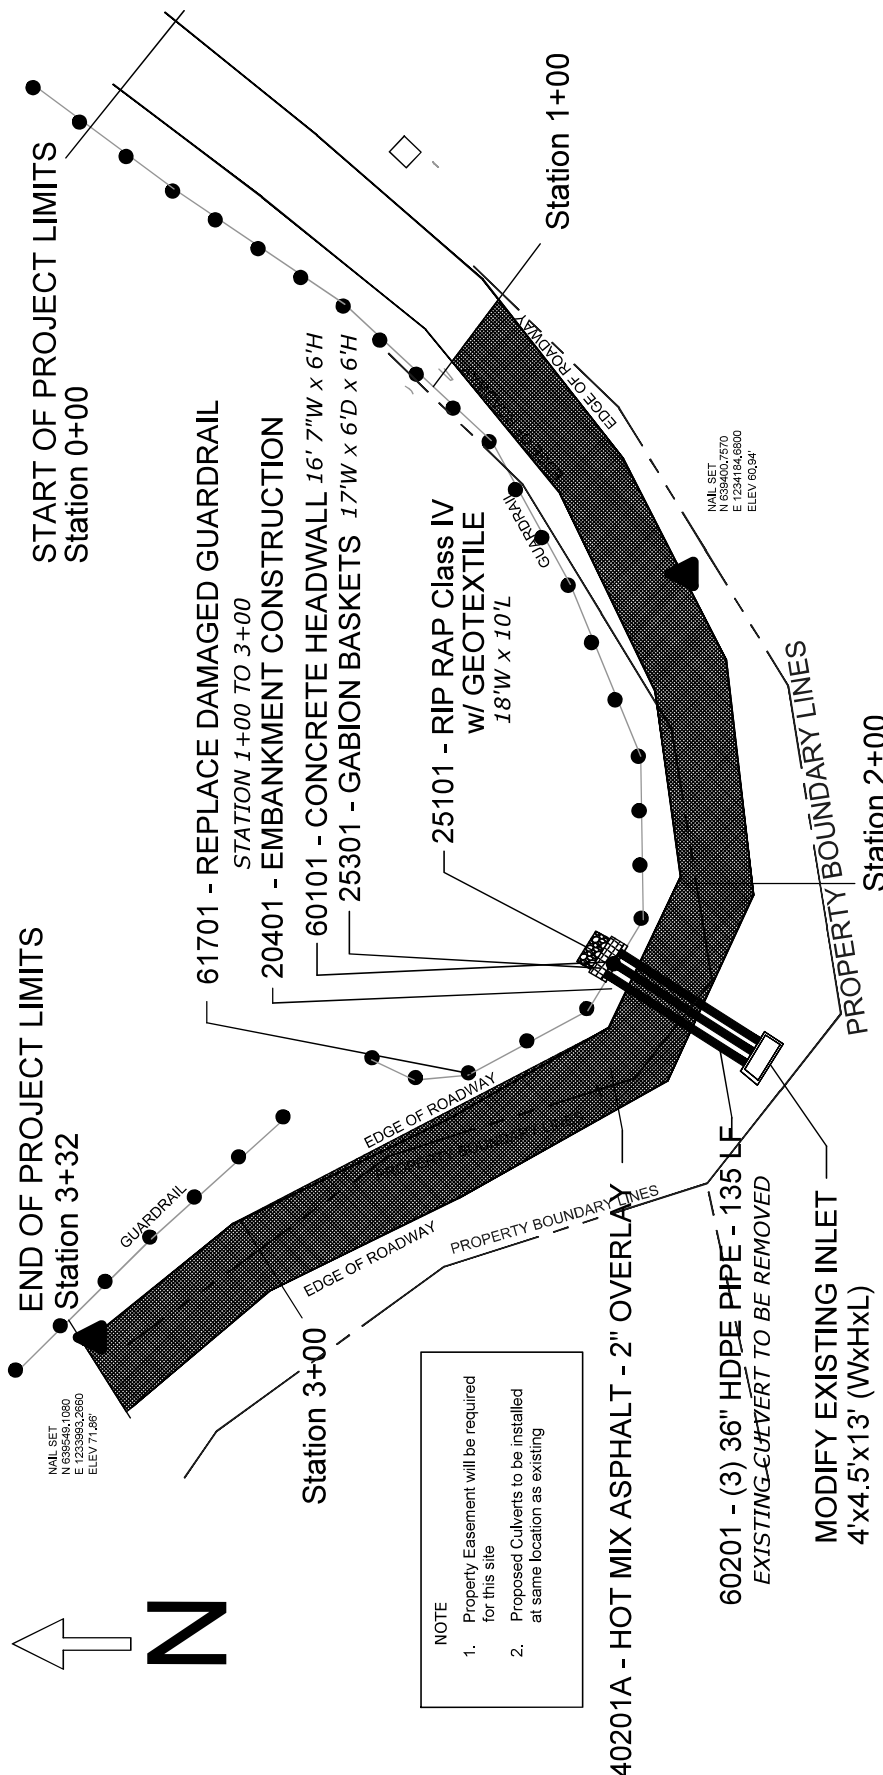 START OF PROJECT LIMITS
Station 0+00
Station 1+00
61701 - REPLACE DAMAGED GUARDRAIL
STATION 1+00 TO 3+00
20401 - EMBANKMENT CONSTRUCTION
60101 - CONCRETE HEADWALL 16' 7"W x 6'H
25301 - GABION BASKETS 17'W x 6'D x 6'H
25101 - RIP RAP Class IV
w/ GEOTEXTILE
18'W x 10'L
GUARDRAIL
EDGE OF ROADWAY
NAIL SET
N 639400.7570
E 1234184.6800
ELEV 60.94'
PROPERTY BOUNDARY LINES
PROPERTY BOUNDARY LINES
Station 2+00
END OF PROJECT LIMITS
Station 3+32
GUARDRAIL
EDGE OF ROADWAY
PROPERTY BOUNDARY LINES
EDGE OF ROADWAY
PROPERTY BOUNDARY LINES
NAIL SET
N 639549.1080
E 1233993.2660
ELEV 71.86'
Station 3+00
N
NOTE
1. Property Easement will be required
for this site
2. Proposed Culverts to be installed
at same location as existing
40201A - HOT MIX ASPHALT - 2" OVERLAY
60201 - (3) 36" HDPE PIPE - 135 LF
EXISTING CULVERT TO BE REMOVED
MODIFY EXISTING INLET
4'x4.5'x13' (WxHxL)